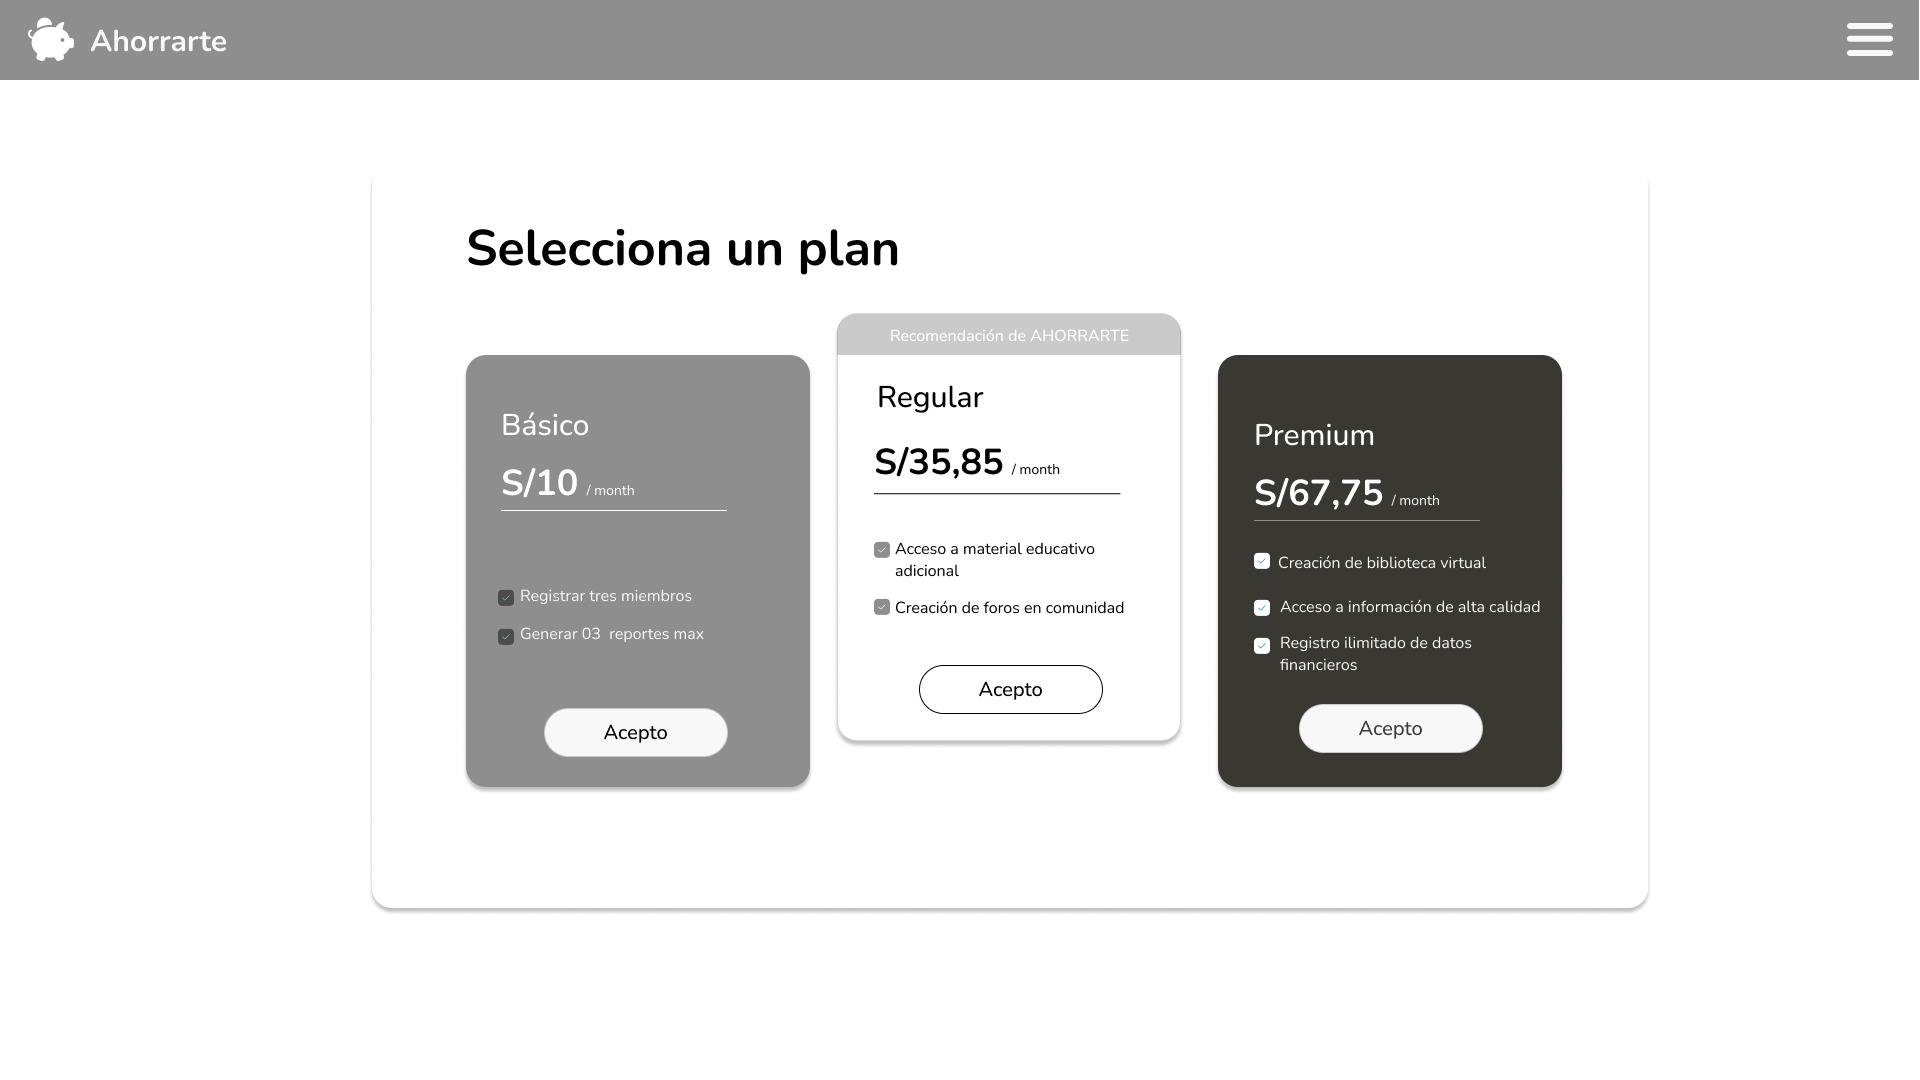 Ahorrarte
Selecciona un plan
Básico
S/10 / month
Registrar tres miembros
Generar 03  reportes max
Acepto
Recomendación de AHORRARTE
Regular
S/35,85 / month
Acceso a material educativo
adicional
Creación de foros en comunidad
Acepto
Premium
S/67,75 / month
Creación de biblioteca virtual
Acceso a información de alta calidad
Registro ilimitado de datos
financieros
Acepto